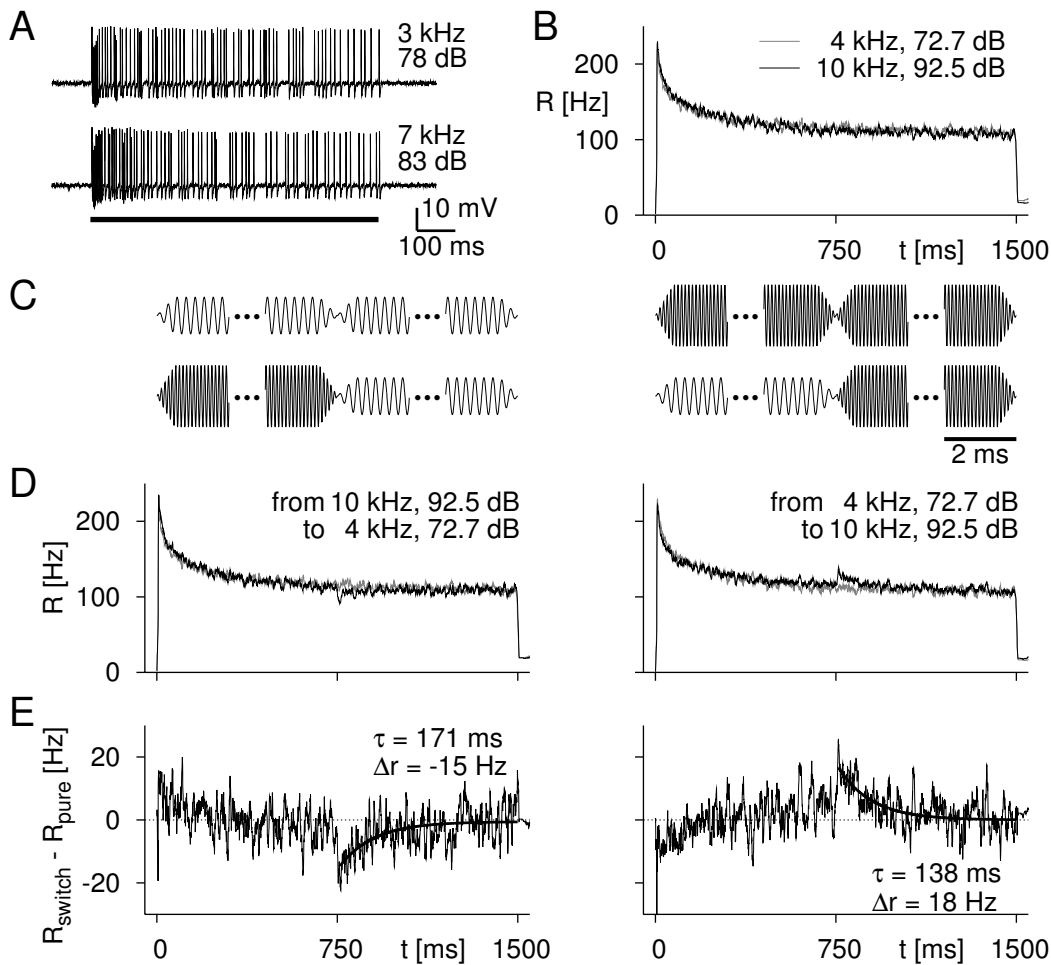 A
3 kHz
78 dB
7 kHz
83 dB
10 mV
100 ms
B
4 kHz, 72.7 dB
10 kHz, 92.5 dB
R [Hz]
200
100
0
0 750 t [ms] 1500
C
2 ms
D
from 10 kHz, 92.5 dB
to 4 kHz, 72.7 dB
R [Hz]
200
100
0
from 4 kHz, 72.7 dB
to 10 kHz, 92.5 dB
E
Rswitch - Rpure [Hz]
20
0
-20
τ = 171 ms
Δr = -15 Hz
0 750 t [ms] 1500
τ = 138 ms
Δr = 18 Hz
0 750 t [ms] 1500